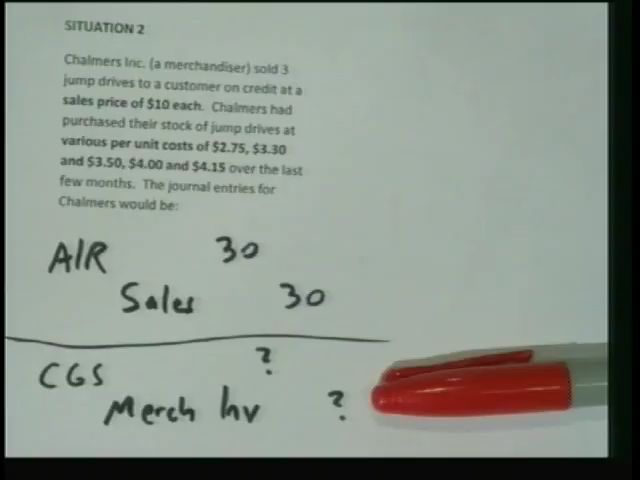 SITUATION 2
Chalmers Inc. (a merchandiser) sold 3
jump drives to a customer on credit at a
sales price of $10 each. Chalmers had
purchased their stock of jump drives at
various per unit costs of $2.75, $3.30
and $3.50, $4.00 and $4.15 over the last
few months. The journal entries for
Chalmers would be:
A/R 30
Sales 30
CGS ?
Merch Inv ?